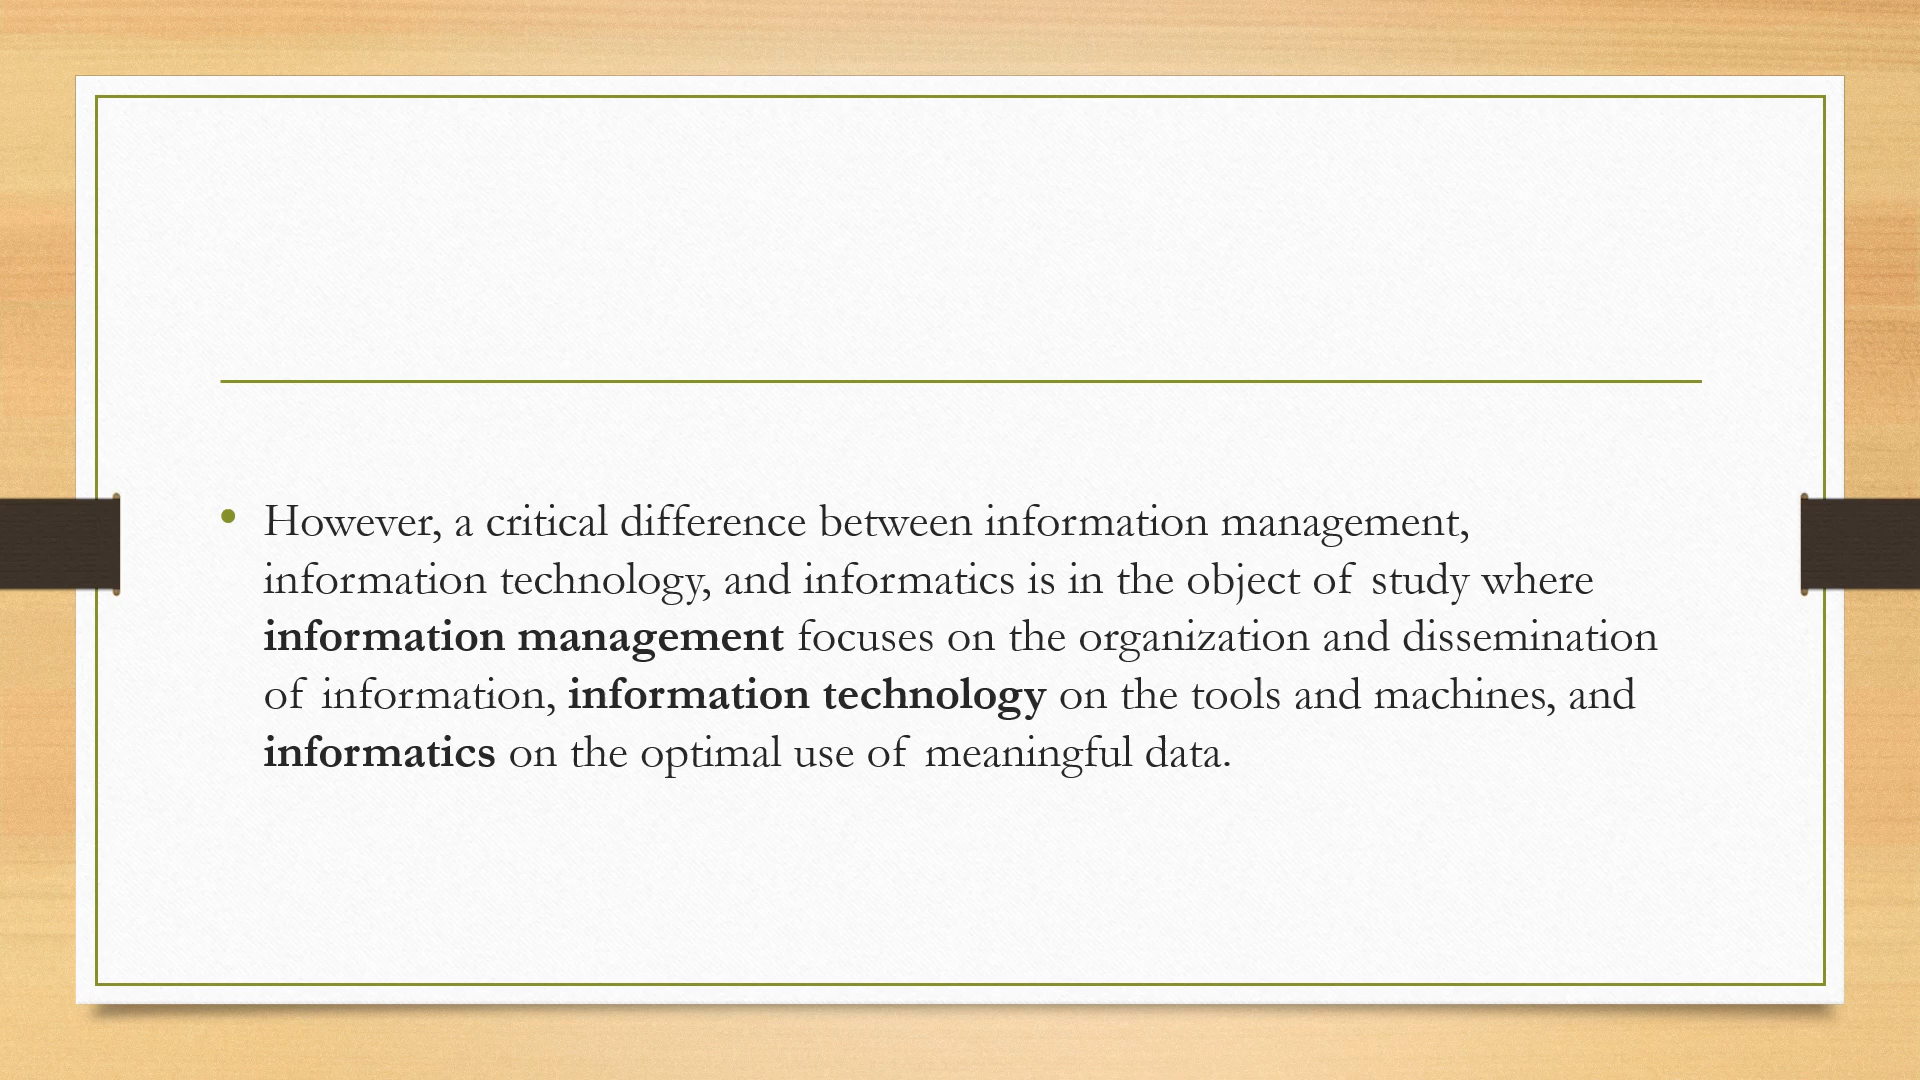 • However, a critical difference between information management,
information technology, and informatics is in the object of study where
information management focuses on the organization and dissemination
of information, information technology on the tools and machines, and
informatics on the optimal use of meaningful data.